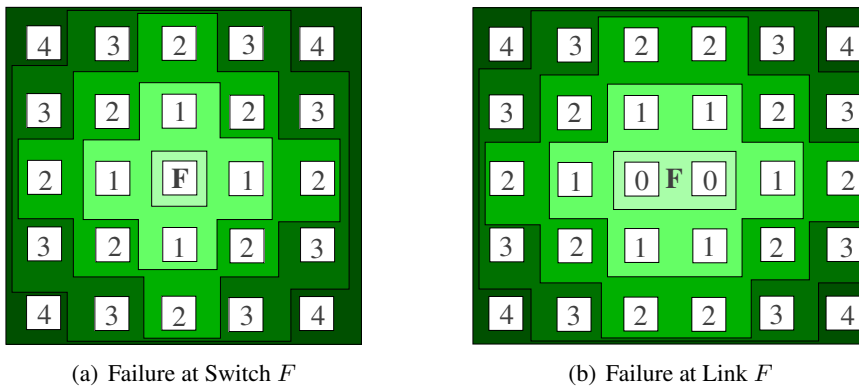 4 3 2 3 4 4 3 2 2 3 4
3 2 1 2 3 3 2 1 1 2 3
2 1 F 1 2 2 1 0 F 0 1 2
3 2 1 2 3 3 2 1 1 2 3
4 3 2 3 4 4 3 2 2 3 4
(a) Failure at Switch F (b) Failure at Link F